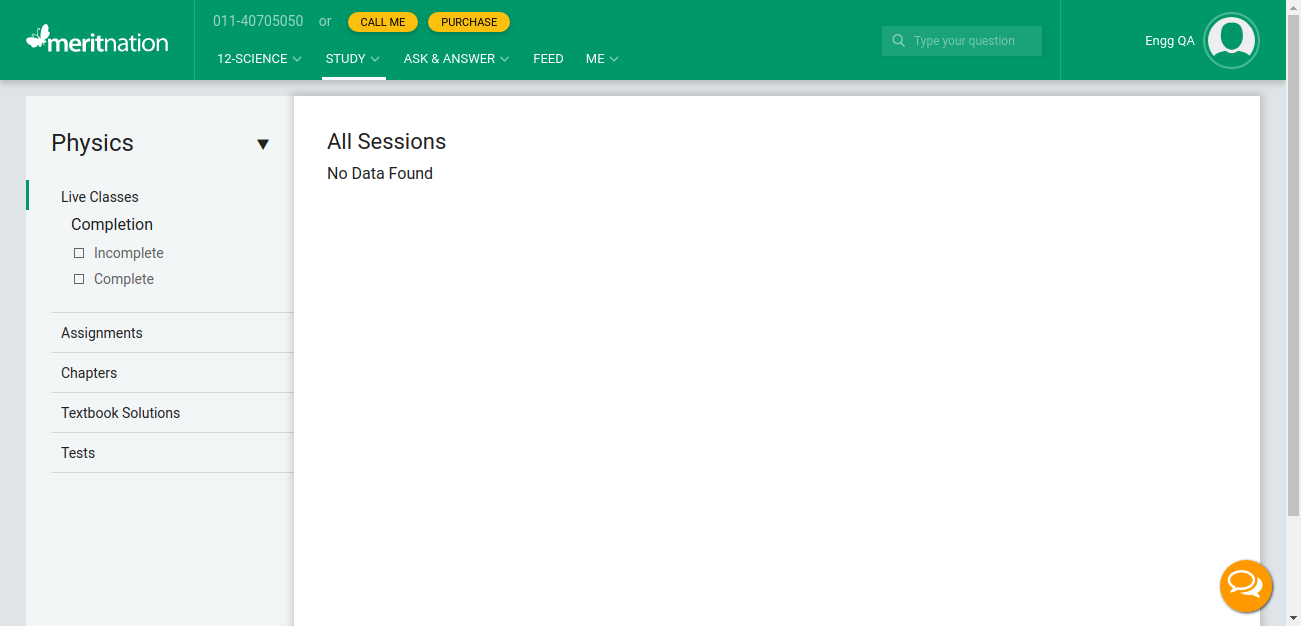 meritnation
011-40705050 or CALL ME PURCHASE
12-SCIENCE STUDY ASK & ANSWER FEED ME
Type your question
Engg QA
Physics
Live Classes
Completion
Incomplete
Complete
Assignments
Chapters
Textbook Solutions
Tests
All Sessions
No Data Found